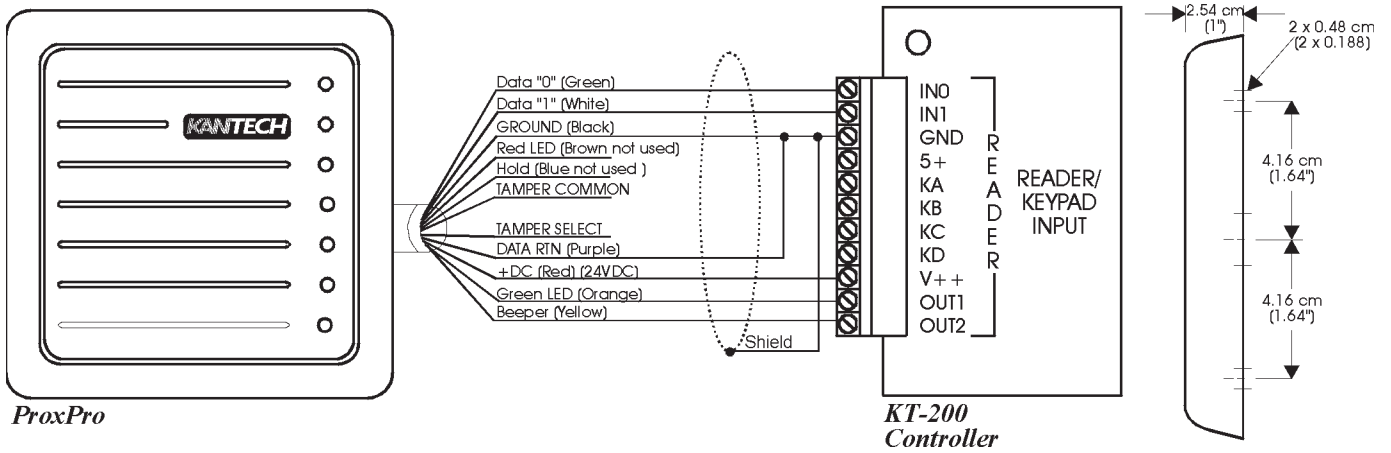 KANTECH
ProxPro
Data "0" (Green)
Data "1" (White)
GROUND (Black)
Red LED (Brown not used)
Hold (Blue not used )
TAMPER COMMON
TAMPER SELECT
DATA RTN (Purple)
+DC (Red) (24VDC)
Green LED (Orange)
Beeper (Yellow)
Shield
IN0
IN1
GND
5+
KA
KB
KC
KD
V++
OUT1
OUT2
READER
READER/
KEYPAD
INPUT
KT-200
Controller
2.54 cm
(1")
2 x 0.48 cm
(2 x 0.188)
4.16 cm
(1.64")
4.16 cm
(1.64")